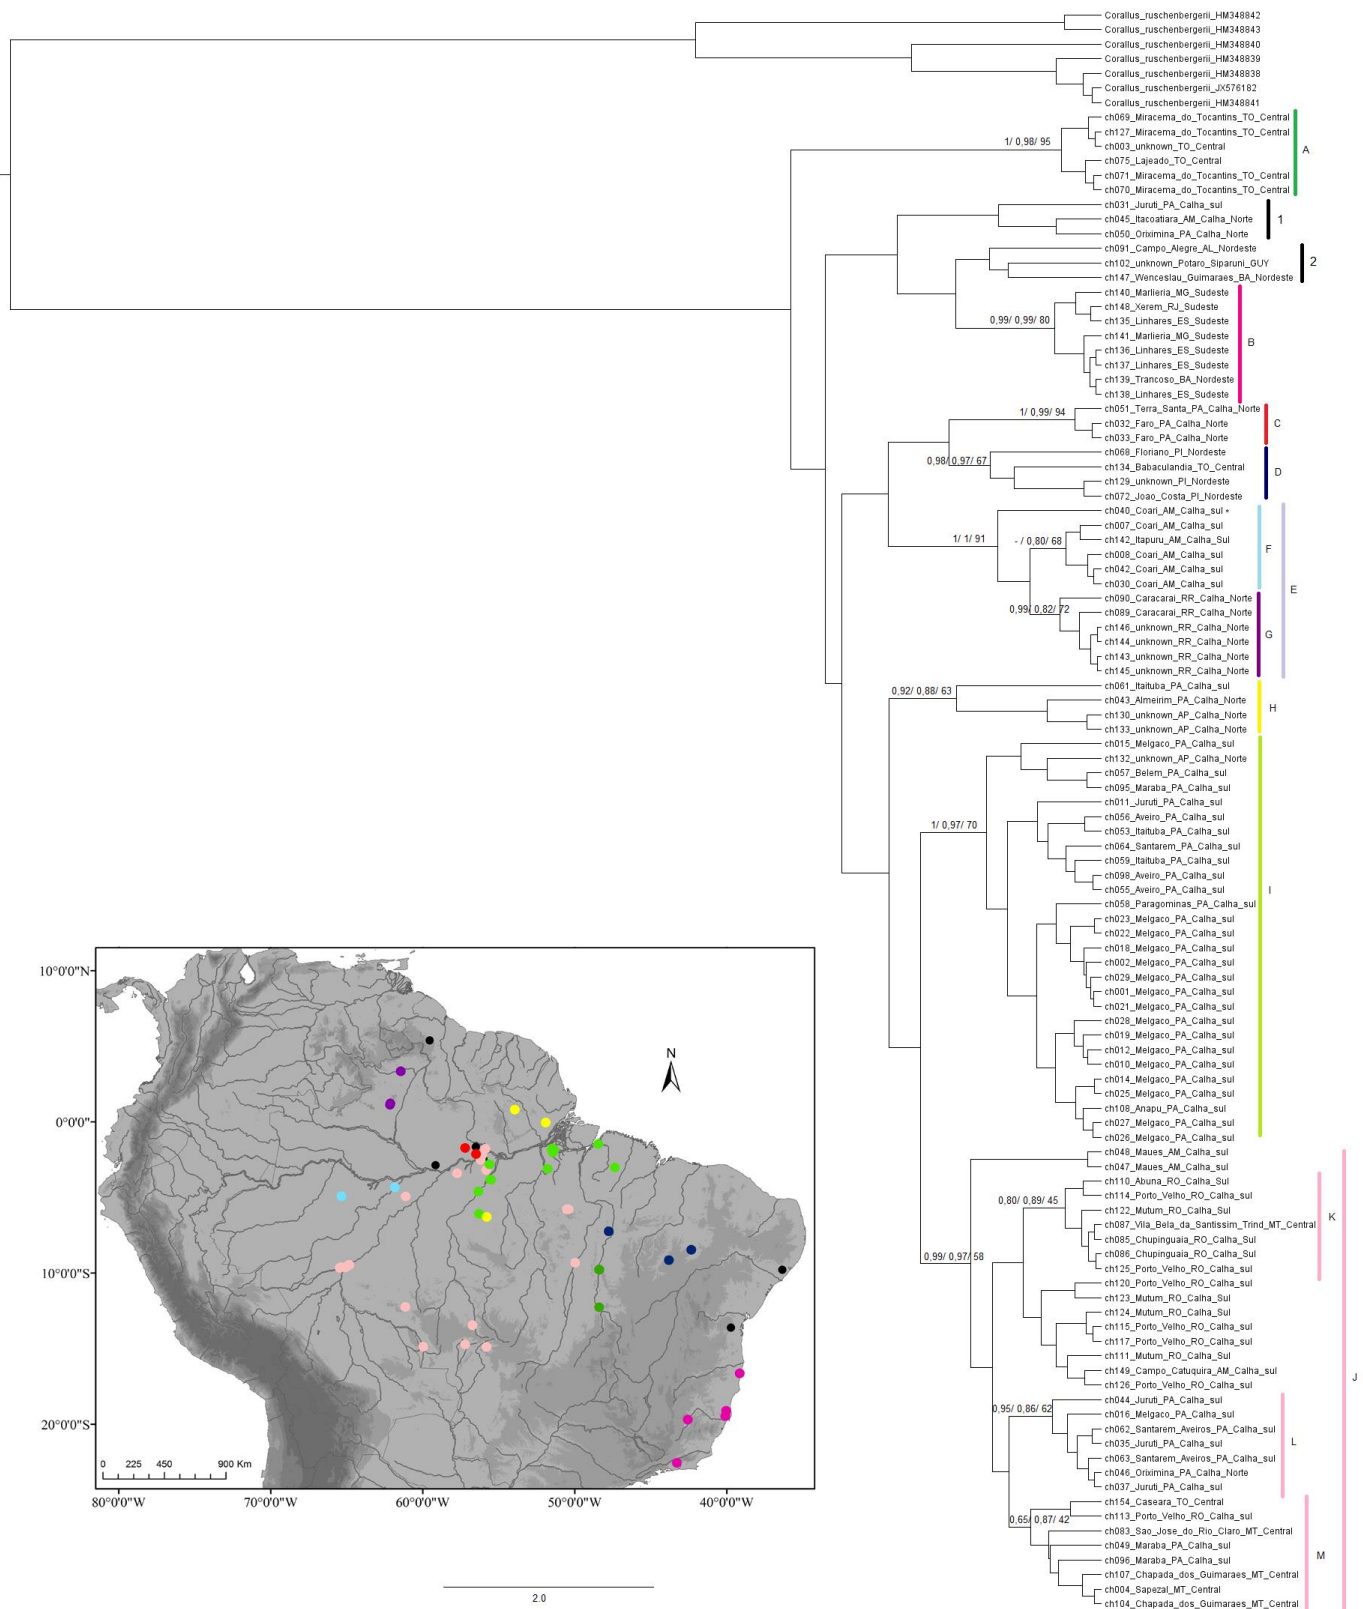 Corallus_ruschenbergerii_HM348842
Corallus_ruschenbergerii_HM348843
Corallus_ruschenbergerii_HM348840
Corallus_ruschenbergerii_HM348839
Corallus_ruschenbergerii_HM348838
Corallus_ruschenbergerii_JX576182
Corallus_ruschenbergerii_HM348841
ch069_Miracema_do_Tocantins_TO_Central
ch127_Miracema_do_Tocantins_TO_Central
1/ 0,98/ 95
ch003_unknown_TO_Central
A
ch075_Lajeado_TO_Central
ch071_Miracema_do_Tocantins_TO_Central
ch070_Miracema_do_Tocantins_TO_Central
ch031_Juruti_PA_Calha_sul
ch045_Itacoatiara_AM_Calha_Norte
1
ch050_Oriximina_PA_Calha_Norte
ch091_Campo_Alegre_AL_Nordeste
ch102_unknown_Potaro_Siparuni_GUY
2
ch147_Wenceslau_Guimaraes_BA_Nordeste
ch140_Marlieria_MG_Sudeste
ch148_Xerem_RJ_Sudeste
0,99/ 0,99/ 80
ch135_Linhares_ES_Sudeste
ch141_Marlieria_MG_Sudeste
B
ch136_Linhares_ES_Sudeste
ch137_Linhares_ES_Sudeste
ch139_Trancoso_BA_Nordeste
ch138_Linhares_ES_Sudeste
1/ 0,99/ 94
ch051_Terra_Santa_PA_Calha_Norte
ch032_Faro_PA_Calha_Norte
C
ch033_Faro_PA_Calha_Norte
ch068_Floriano_PI_Nordeste
0,98/ 0,97/ 67
ch134_Babaculandia_TO_Central
D
ch129_unknown_PI_Nordeste
ch072_Joao_Costa_PI_Nordeste
ch040_Coari_AM_Calha_sul *
ch007_Coari_AM_Calha_sul
1/ 1/ 91
- / 0,80/ 68
ch142_Itapuru_AM_Calha_Sul
F
ch008_Coari_AM_Calha_sul
ch042_Coari_AM_Calha_sul
ch030_Coari_AM_Calha_sul
E
ch090_Caracarai_RR_Calha_Norte
0,99/ 0,82/ 72
ch089_Caracarai_RR_Calha_Norte
ch146_unknown_RR_Calha_Norte
G
ch144_unknown_RR_Calha_Norte
ch143_unknown_RR_Calha_Norte
ch145_unknown_RR_Calha_Norte
0,92/ 0,88/ 63
ch061_Itaituba_PA_Calha_sul
ch043_Almeirim_PA_Calha_Norte
H
ch130_unknown_AP_Calha_Norte
ch133_unknown_AP_Calha_Norte
ch015_Melgaco_PA_Calha_sul
ch132_unknown_AP_Calha_Norte
ch057_Belem_PA_Calha_sul
ch095_Maraba_PA_Calha_sul
ch011_Juruti_PA_Calha_sul
ch056_Aveiro_PA_Calha_sul
1/ 0,97/ 70
ch053_Itaituba_PA_Calha_sul
ch064_Santarem_PA_Calha_sul
ch059_Itaituba_PA_Calha_sul
ch098_Aveiro_PA_Calha_sul
ch055_Aveiro_PA_Calha_sul
I
ch058_Paragominas_PA_Calha_sul
ch023_Melgaco_PA_Calha_sul
ch022_Melgaco_PA_Calha_sul
ch018_Melgaco_PA_Calha_sul
ch002_Melgaco_PA_Calha_sul
ch029_Melgaco_PA_Calha_sul
ch001_Melgaco_PA_Calha_sul
ch021_Melgaco_PA_Calha_sul
ch028_Melgaco_PA_Calha_sul
ch019_Melgaco_PA_Calha_sul
ch012_Melgaco_PA_Calha_sul
ch010_Melgaco_PA_Calha_sul
ch014_Melgaco_PA_Calha_sul
ch025_Melgaco_PA_Calha_sul
ch108_Anapu_PA_Calha_sul
ch027_Melgaco_PA_Calha_sul
ch026_Melgaco_PA_Calha_sul
ch048_Maues_AM_Calha_sul
ch047_Maues_AM_Calha_sul
ch110_Abuna_RO_Calha_Sul
0,80/ 0,89/ 45
ch114_Porto_Velho_RO_Calha_sul
ch122_Mutum_RO_Calha_Sul
K
ch087_Vila_Bela_da_Santissim_Trind_MT_Central
ch085_Chupinguaia_RO_Calha_Sul
0,99/ 0,97/ 58
ch086_Chupinguaia_RO_Calha_Sul
ch125_Porto_Velho_RO_Calha_sul
ch120_Porto_Velho_RO_Calha_sul
ch123_Mutum_RO_Calha_Sul
ch124_Mutum_RO_Calha_Sul
ch115_Porto_Velho_RO_Calha_sul
ch117_Porto_Velho_RO_Calha_sul
ch111_Mutum_RO_Calha_Sul
ch149_Campo_Catuquira_AM_Calha_sul
J
ch126_Porto_Velho_RO_Calha_sul
ch044_Juruti_PA_Calha_sul
0,95/ 0,86/ 62
ch016_Melgaco_PA_Calha_sul
ch062_Santarem_Aveiros_PA_Calha_sul
L
ch035_Juruti_PA_Calha_sul
ch063_Santarem_Aveiros_PA_Calha_sul
ch046_Oriximina_PA_Calha_Norte
ch037_Juruti_PA_Calha_sul
ch154_Caseara_TO_Central
0,65/ 0,87/ 42
ch113_Porto_Velho_RO_Calha_sul
ch083_Sao_Jose_do_Rio_Claro_MT_Central
ch049_Maraba_PA_Calha_sul
M
ch096_Maraba_PA_Calha_sul
ch107_Chapada_dos_Guimaraes_MT_Central
ch004_Sapezal_MT_Central
ch104_Chapada_dos_Guimaraes_MT_Central
10°0'0"N
N
0°0'0"
10°0'0"S
20°0'0"S
0 225 450 900 Km
80°0'0"W 70°0'0"W 60°0'0"W 50°0'0"W 40°0'0"W
2.0